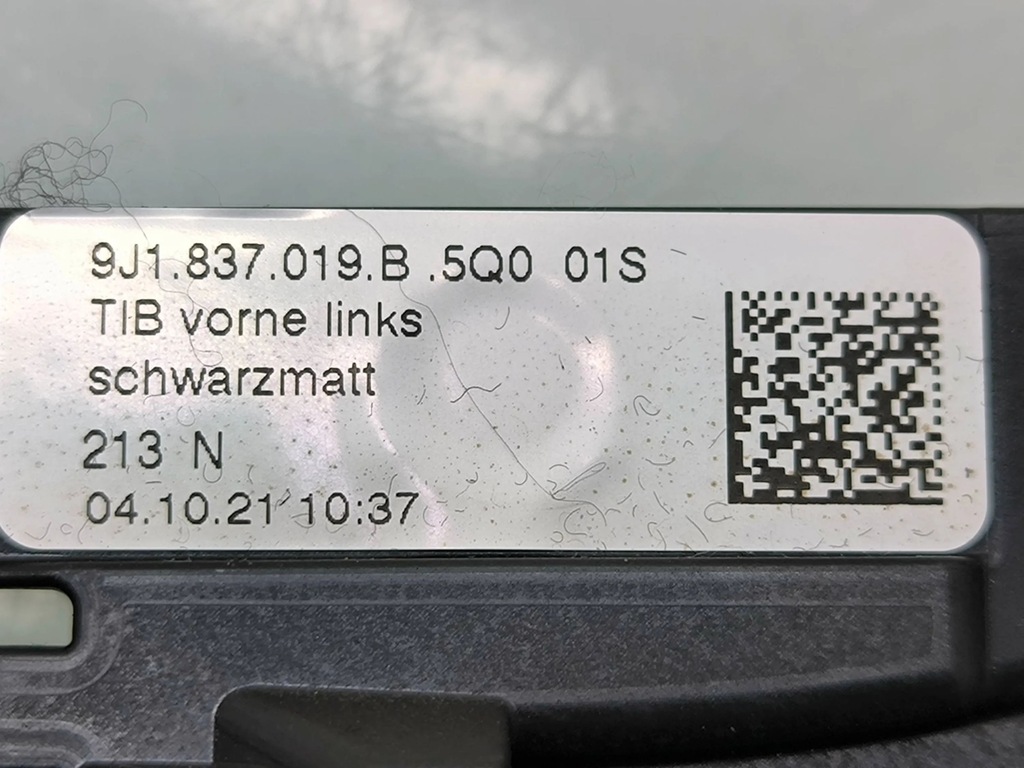 9J1.837.019.B .5Q0 01S
TIB vorne links
schwarzmatt
213 N
04.10.21 10:37